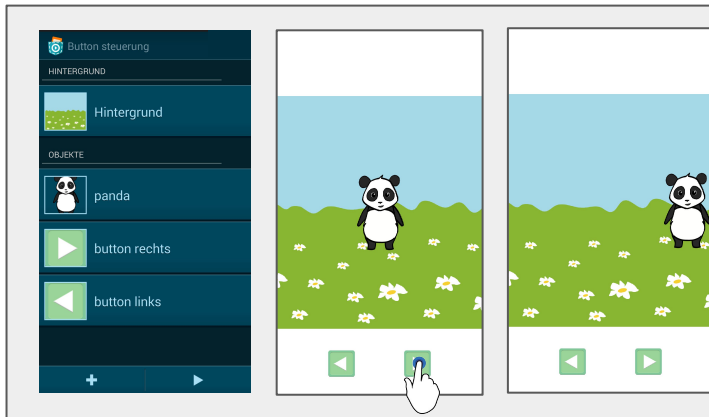 Button steuerung
HINTERGRUND
Hintergrund
OBJEKTE
panda
button rechts
button links